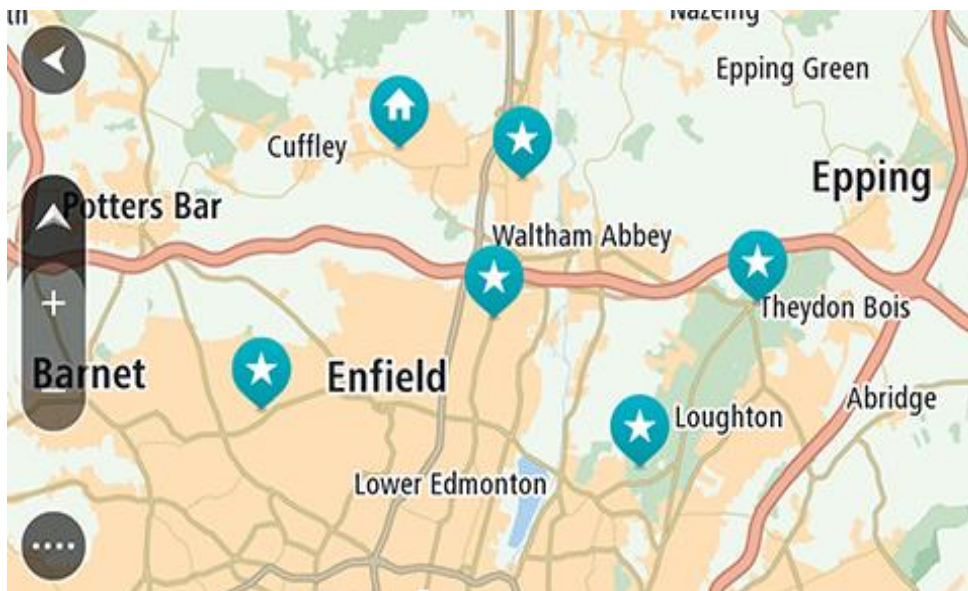 Nazeing
Epping Green
Cuffley
Epping
Potters Bar
Waltham Abbey
Theydon Bois
Barnet
Enfield
Abridge
Loughton
Lower Edmonton